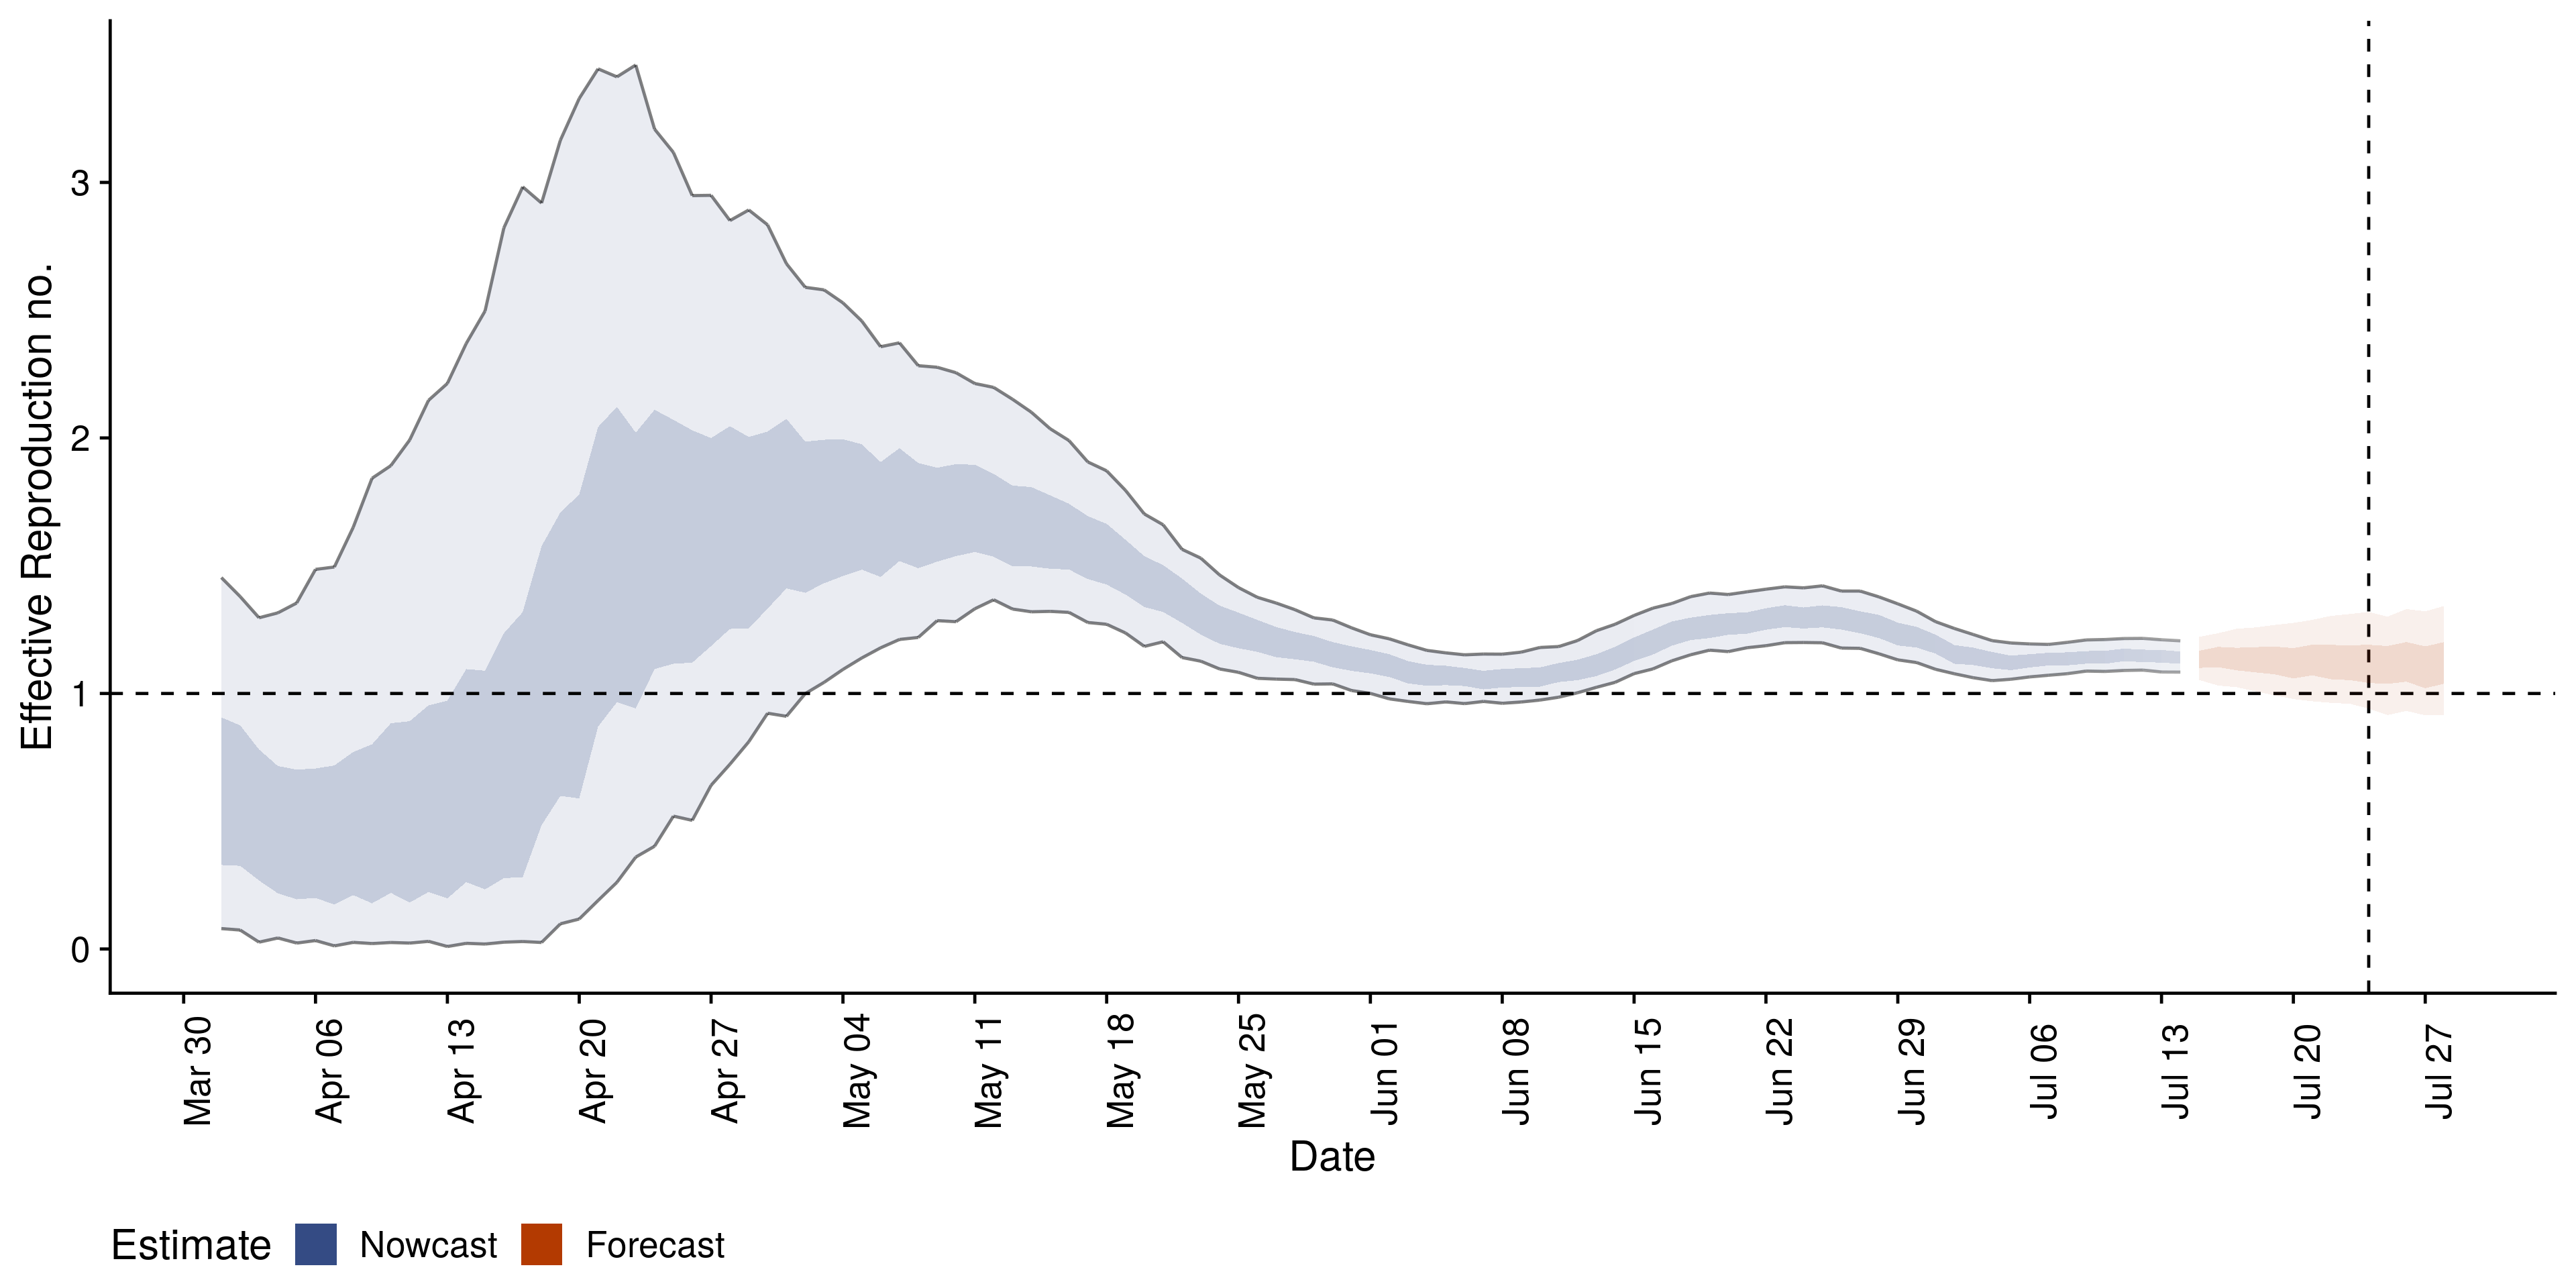 Effective Reproduction no.
3
2
1
0
Mar 30
Apr 06
Apr 13
Apr 20
Apr 27
May 04
May 11
May 18
May 25
Jun 01
Jun 08
Jun 15
Jun 22
Jun 29
Jul 06
Jul 13
Jul 20
Jul 27
Date
Estimate Nowcast Forecast